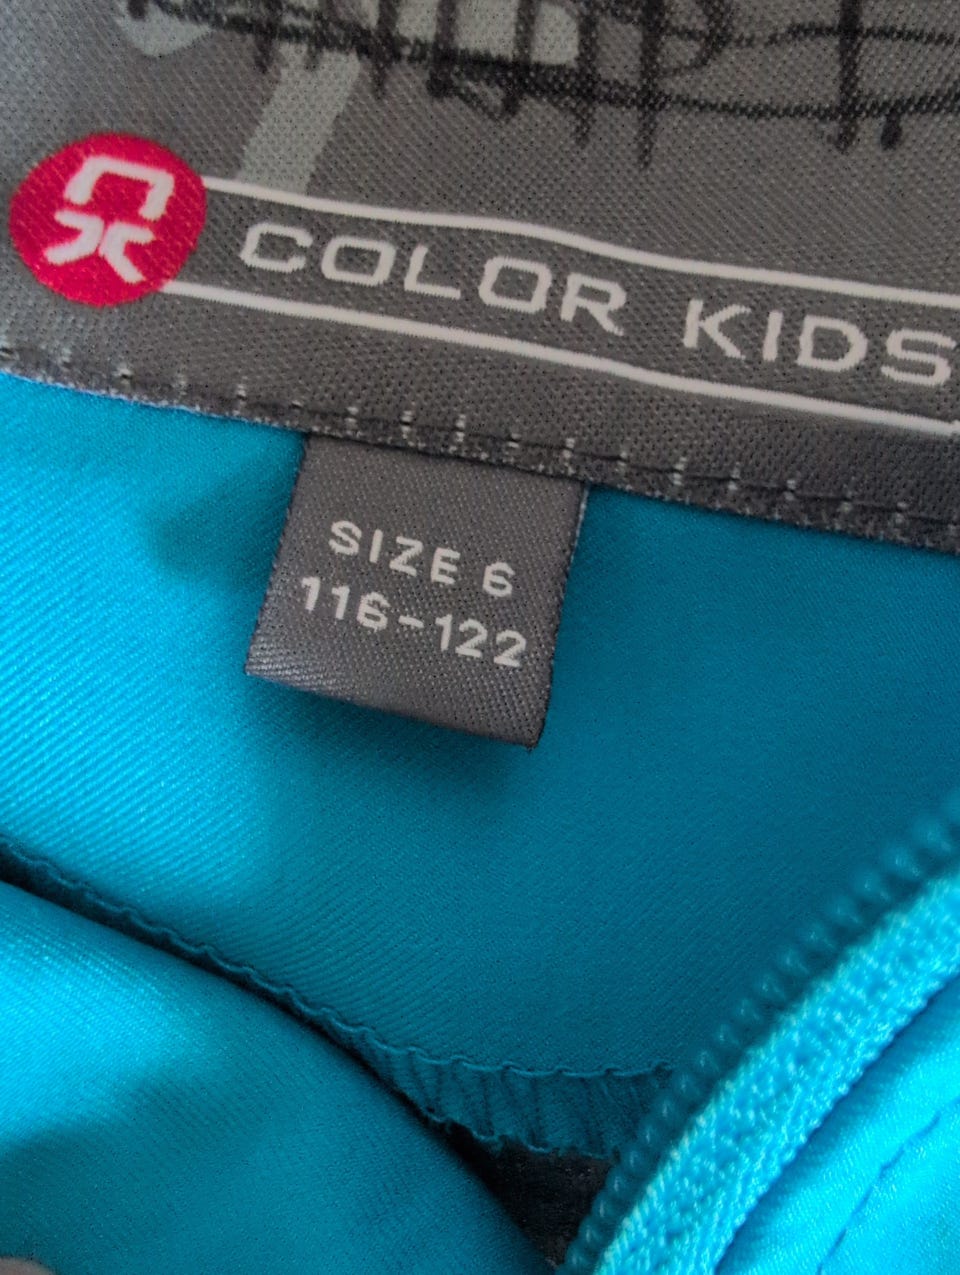 COLOR KIDS
SIZE 6
116-122